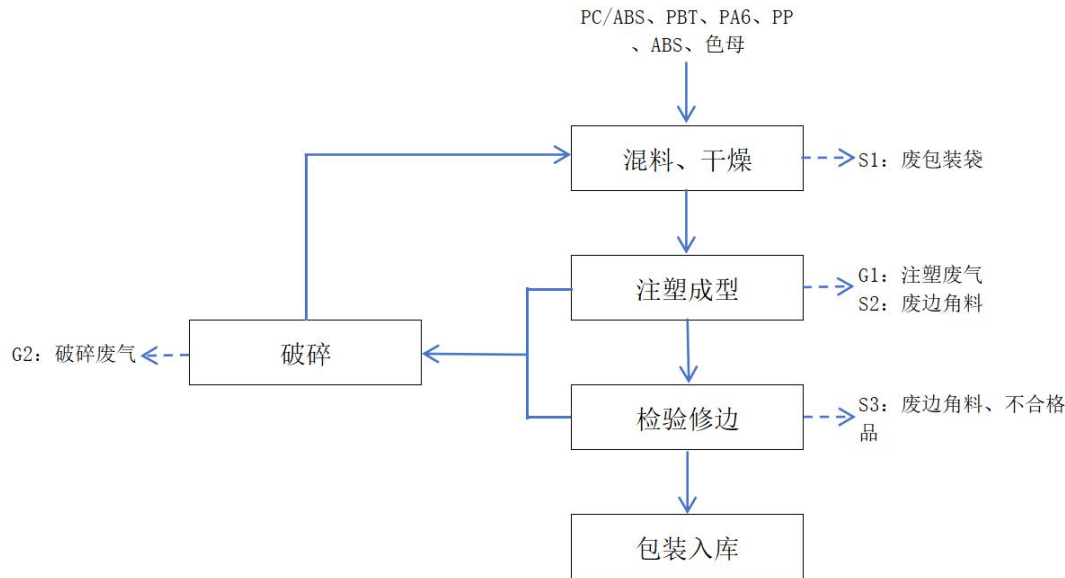 PC/ABS、PBT、PA6、PP
、ABS、色母
混料、干燥
S1：废包装袋
注塑成型
G1：注塑废气
S2：废边角料
G2：破碎废气
破碎
检验修边
S3：废边角料、不合格
品
包装入库